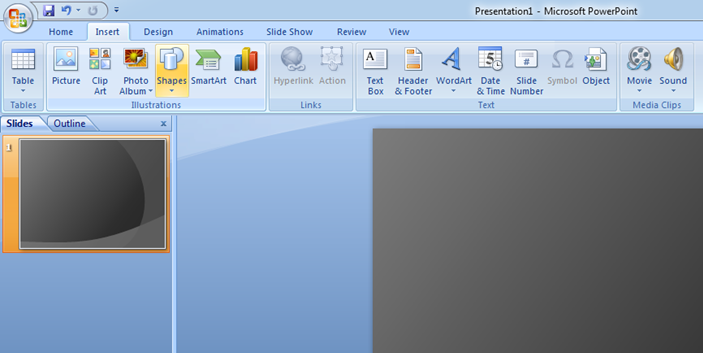 Presentation1 - Microsoft PowerPoint
Home Insert Design Animations Slide Show Review View
Table Picture Clip Art Photo Album Shapes SmartArt Chart Hyperlink Action Text Box Header & Footer WordArt Date & Time Slide Number Symbol Object Movie Sound
Tables Illustrations Links Text Media Clips
Slides Outline x
1